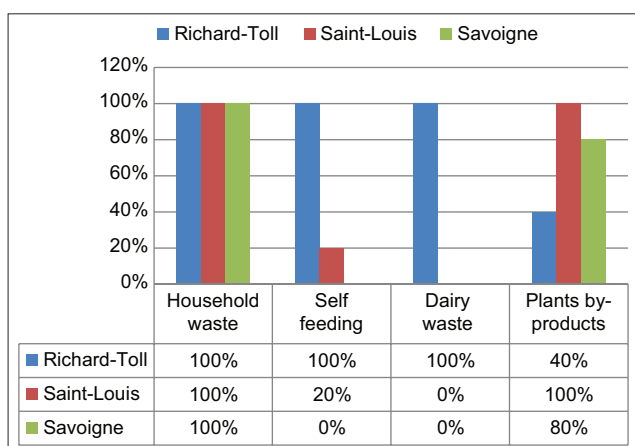 Richard-Toll Saint-Louis Savoigne
120%
100%
80%
60%
40%
20%
0%
Household waste Self feeding Dairy waste Plants by-products
Richard-Toll 100% 100% 100% 40%
Saint-Louis 100% 20% 0% 100%
Savoigne 100% 0% 0% 80%